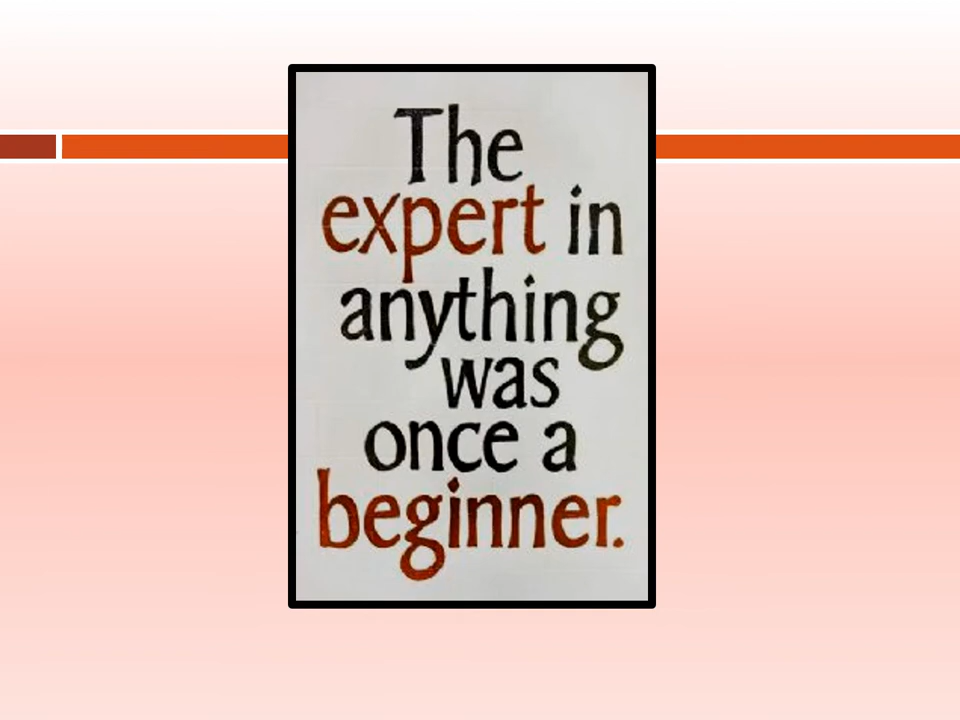 The
expert in
anything
was
once a
beginner.